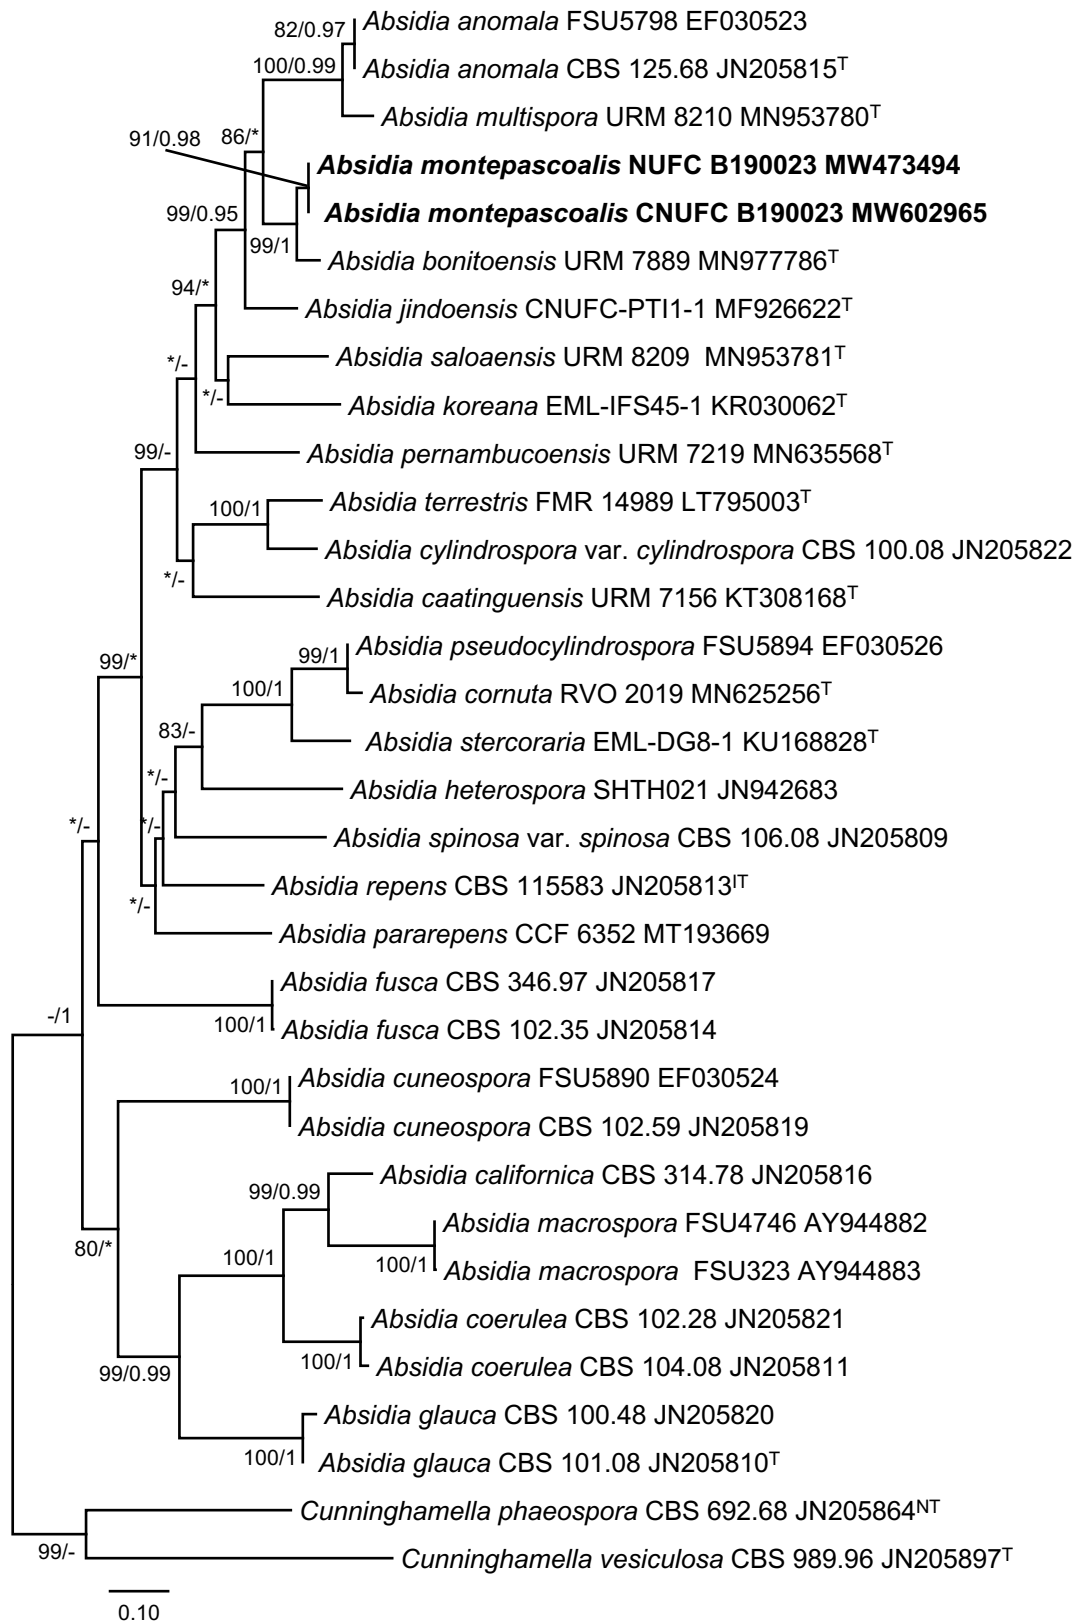 82/0.97
Absidia anomala FSU5798 EF030523
100/0.99
Absidia anomala CBS 125.68 JN205815T
Absidia multispora URM 8210 MN953780T
91/0.98
86/*
Absidia montepascoalis NUFC B190023 MW473494
99/0.95
Absidia montepascoalis CNUFC B190023 MW602965
99/1
Absidia bonitoensis URM 7889 MN977786T
94/*
Absidia jindoensis CNUFC-PTI1-1 MF926622T
*/-
Absidia saloaensis URM 8209 MN953781T
*/-
Absidia koreana EML-IFS45-1 KR030062T
99/-
Absidia pernambucoensis URM 7219 MN635568T
100/1
Absidia terrestris FMR 14989 LT795003T
Absidia cylindrospora var. cylindrospora CBS 100.08 JN205822
*/-
Absidia caatinguensis URM 7156 KT308168T
99/*
99/1
Absidia pseudocylindrospora FSU5894 EF030526
100/1
Absidia cornuta RVO 2019 MN625256T
83/-
Absidia stercoraria EML-DG8-1 KU168828T
*/-
Absidia heterospora SHTH021 JN942683
*/-
*/-
Absidia spinosa var. spinosa CBS 106.08 JN205809
Absidia repens CBS 115583 JN205813IT
*/-
Absidia pararepens CCF 6352 MT193669
Absidia fusca CBS 346.97 JN205817
-/1
100/1
Absidia fusca CBS 102.35 JN205814
100/1
Absidia cuneospora FSU5890 EF030524
Absidia cuneospora CBS 102.59 JN205819
Absidia californica CBS 314.78 JN205816
99/0.99
Absidia macrospora FSU4746 AY944882
80/*
100/1
100/1
Absidia macrospora FSU323 AY944883
Absidia coerulea CBS 102.28 JN205821
99/0.99
100/1
Absidia coerulea CBS 104.08 JN205811
Absidia glauca CBS 100.48 JN205820
100/1
Absidia glauca CBS 101.08 JN205810T
Cunninghamella phaeospora CBS 692.68 JN205864NT
99/-
Cunninghamella vesiculosa CBS 989.96 JN205897T
0.10